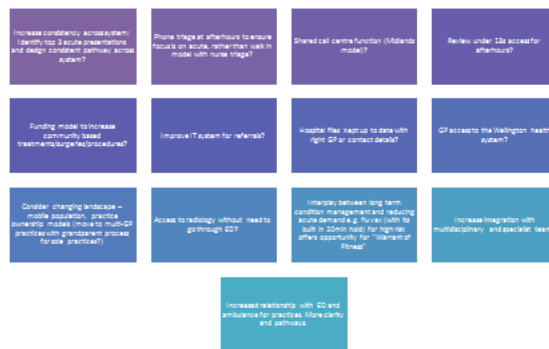 Increase consistency across system:
Identify top 3 acute presentations
and design consistent pathway across
system?
Phone triage at afterhours to ensure
focus is on acute, rather than walk in
model with nurse triage?
Shared call centre function (Midlands
model)?
Review under 13s access for
afterhours?
Funding model to increase
community based
treatments/surgeries/procedures?
Improve IT system for referrals?
Hospital files kept up to date with
right GP or contact details?
GP access to the Wellington health
system?
Consider changing landscape –
mobile population, practice
ownership models (move to multi-GP
practices with grandparent process
for sole practices?)
Access to radiology without need to
go through ED?
Interplay between long term
condition management and reducing
acute demand e.g. flu vax (with its
built in 20min hold) for high risk
offers opportunity for "Warrant of
Fitness"
Increase integration with
multidisciplinary and specialist team
Increased relationship with ED and
ambulance for practices. More clarity
and pathways.